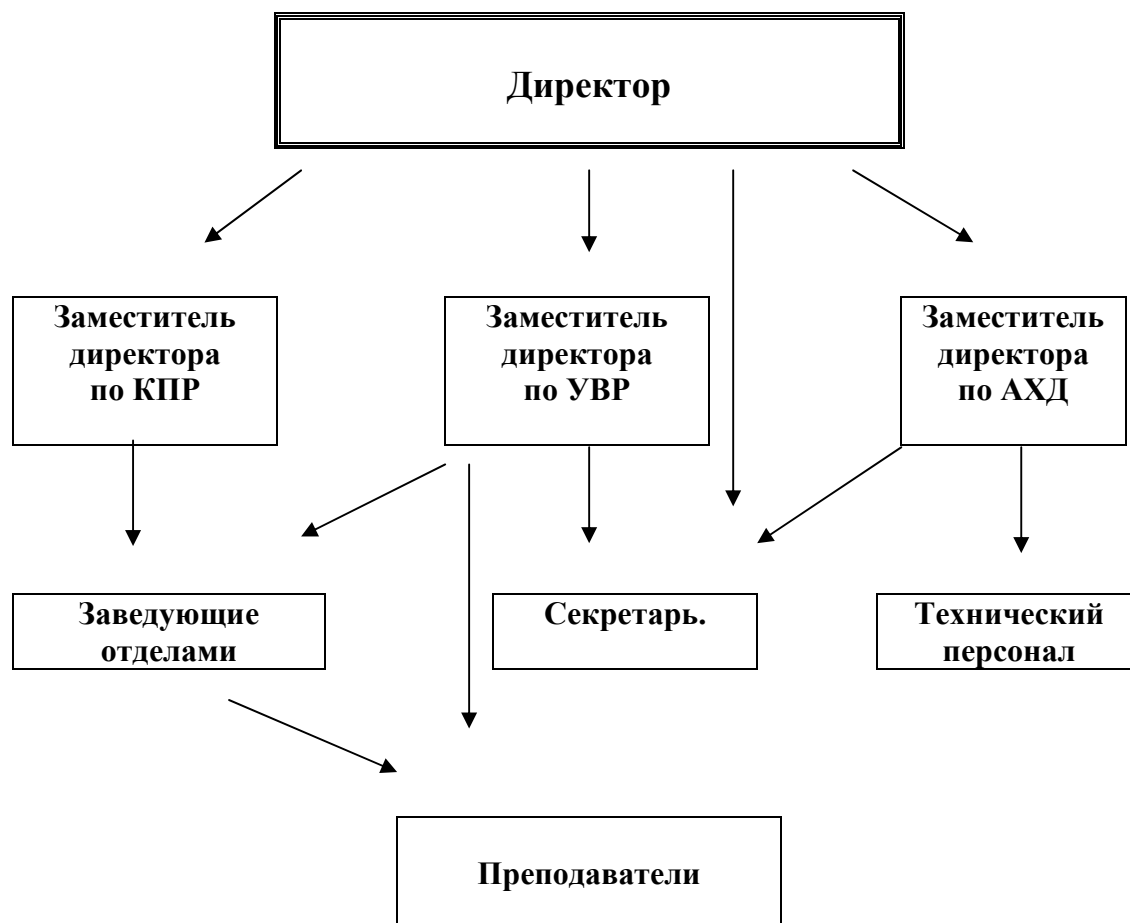 Директор
Заместитель
директора
по КПР
Заместитель
директора
по УВР
Заместитель
директора
по АХД
Заведующие
отделами
Секретарь.
Технический
персонал
Преподаватели